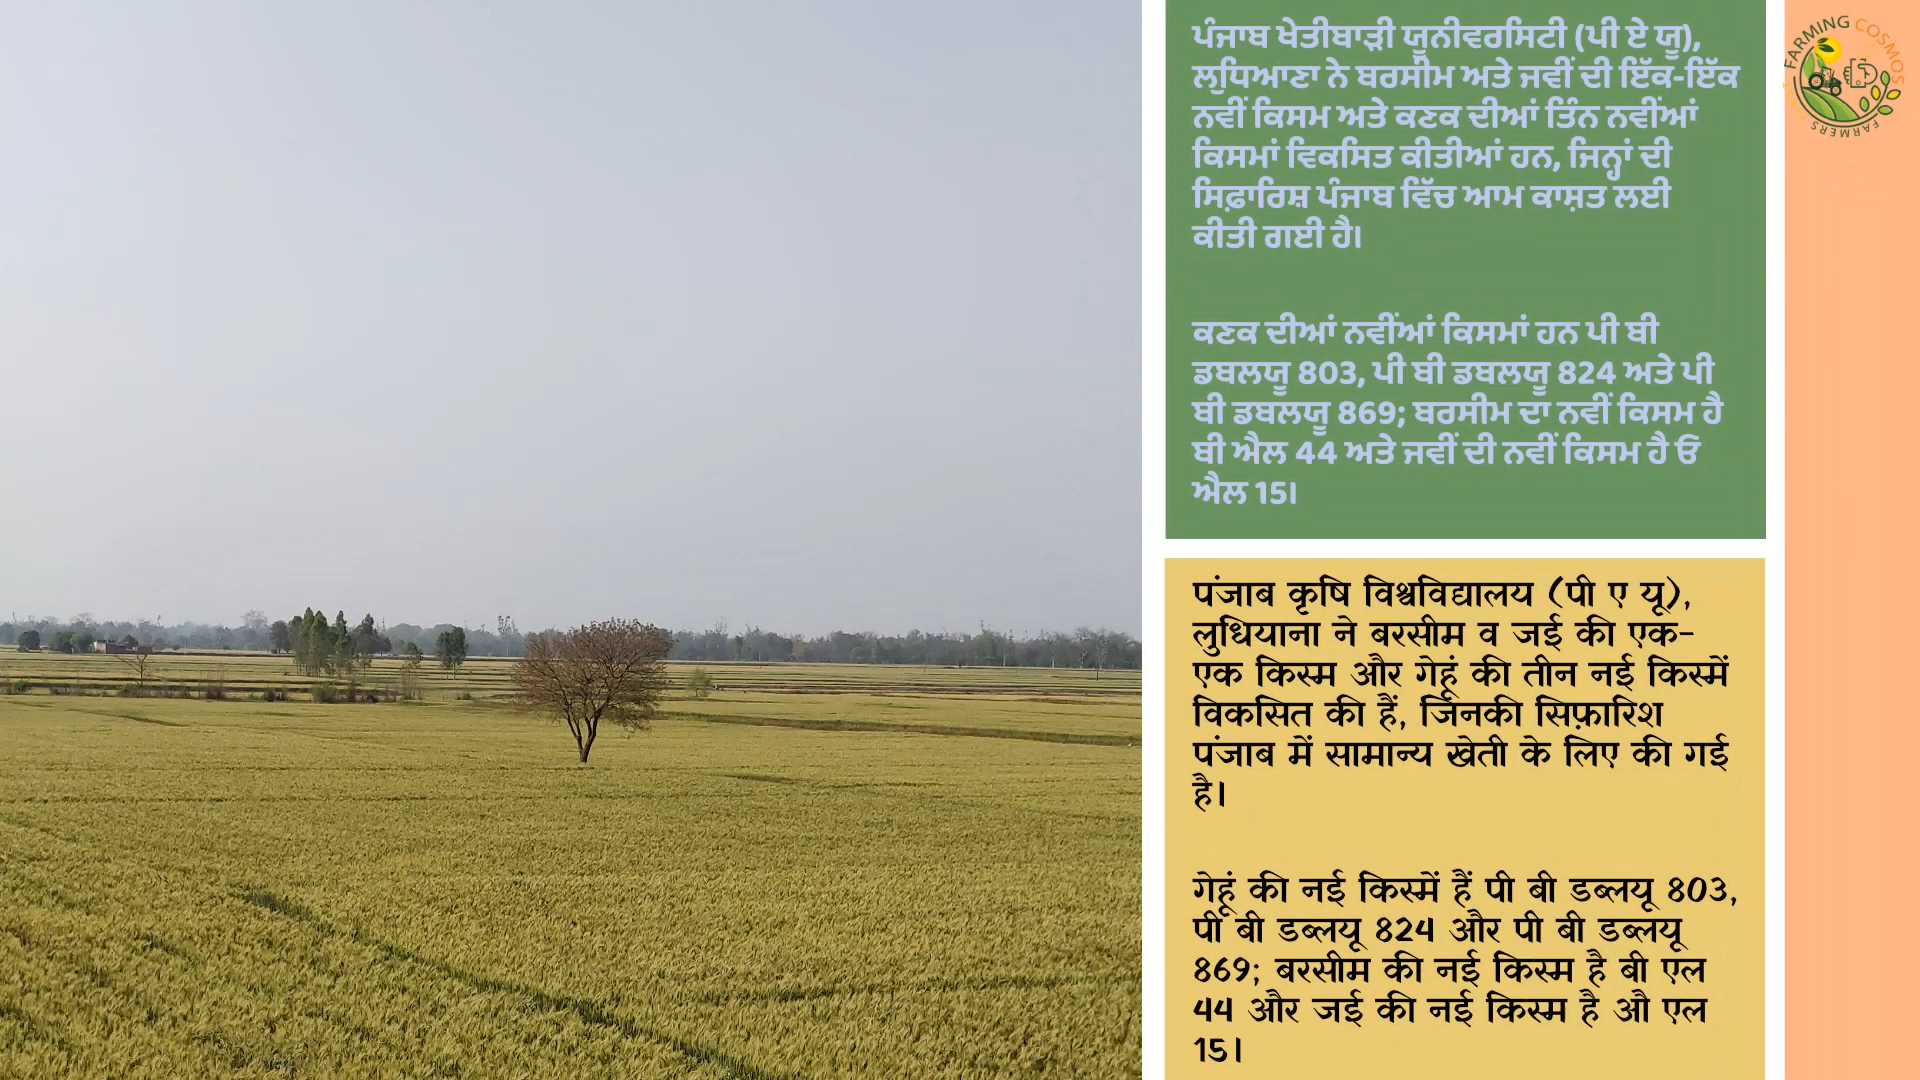 ਪੰਜਾਬ ਖੇਤੀਬਾੜੀ ਯੂਨੀਵਰਸਿਟੀ (ਪੀ ਏ ਯੂ),
ਲੁਧਿਆਣਾ ਨੇ ਬਰਸੀਮ ਅਤੇ ਜਵੀਂ ਦੀ ਇੱਕ-ਇੱਕ
ਨਵੀਂ ਕਿਸਮ ਅਤੇ ਕਣਕ ਦੀਆਂ ਤਿੰਨ ਨਵੀਂਆਂ
ਕਿਸਮਾਂ ਵਿਕਸਿਤ ਕੀਤੀਆਂ ਹਨ, ਜਿਨ੍ਹਾਂ ਦੀ
ਸਿਫ਼ਾਰਿਸ਼ ਪੰਜਾਬ ਵਿੱਚ ਆਮ ਕਾਸ਼ਤ ਲਈ
ਕੀਤੀ ਗਈ ਹੈ।
ਕਣਕ ਦੀਆਂ ਨਵੀਂਆਂ ਕਿਸਮਾਂ ਹਨ ਪੀ ਬੀ
ਡਬਲਯੂ 803, ਪੀ ਬੀ ਡਬਲਯੂ 824 ਅਤੇ ਪੀ
ਬੀ ਡਬਲਯੂ 869; ਬਰਸੀਮ ਦਾ ਨਵੀਂ ਕਿਸਮ ਹੈ
ਬੀ ਐਲ 44 ਅਤੇ ਜਵੀਂ ਦੀ ਨਵੀਂ ਕਿਸਮ ਹੈ ਓ
ਐਲ 15।
पंजाब कृषि विश्वविद्यालय (पी ए यू),
लुधियाना ने बरसीम व जई की एक-
एक किस्म और गेहूं की तीन नई किस्में
विकसित की हैं, जिनकी सिफ़ारिश
पंजाब में सामान्य खेती के लिए की गई
है।
गेहूं की नई किस्में हैं पी बी डब्लयू 803,
पी बी डब्लयू 824 और पी बी डब्लयू
869; बरसीम की नई किस्म है बी एल
44 और जई की नई किस्म है औ एल
15।
FARMING COSMOS
FARMERS